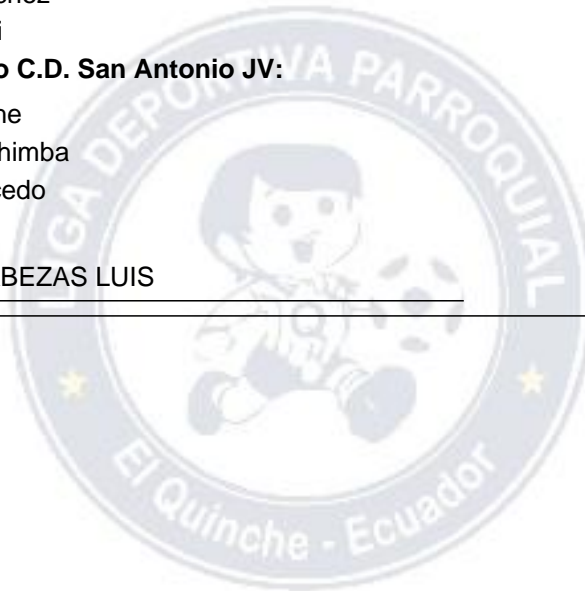 i
o C.D. San Antonio JV:
ne
himba
cedo
BEZAS LUIS
LIGA DEPORTIVA PARROQUIAL
Q
El Quinche - Ecuador